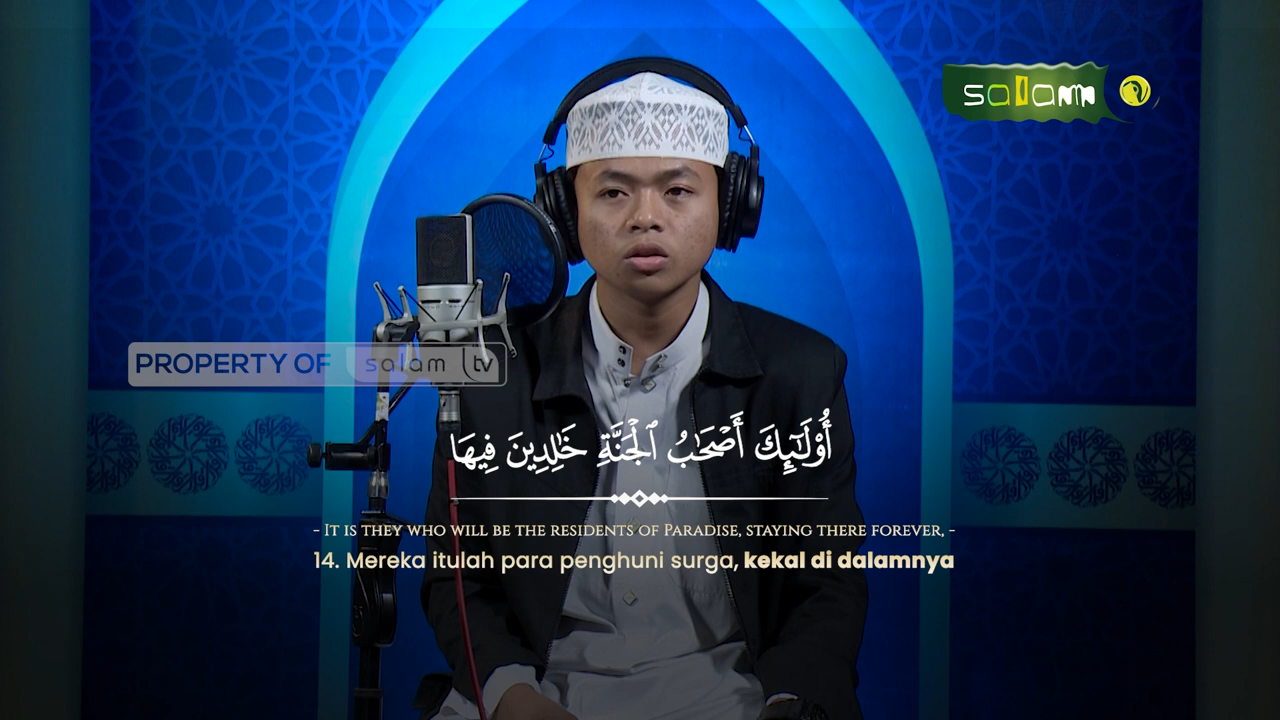 salam
PROPERTY OF salam tv
أُوْلَٰٓئِكَ أَصۡحَٰبُ ٱلۡجَنَّةِ خَٰلِدِينَ فِيهَا
- It is they who will be the residents of Paradise, staying there forever, -
14. Mereka itulah para penghuni surga, kekal di dalamnya